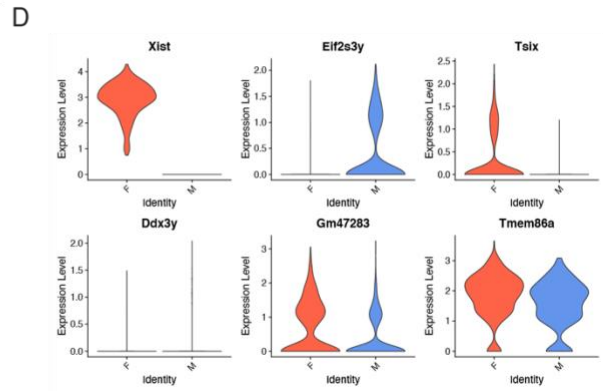 D
Xist
Expression Level
4
3
2
1
0
F
M
Identity
Eif2s3y
Expression Level
2.0
1.5
1.0
0.5
0.0
F
M
Identity
Tsix
Expression Level
2.5
2.0
1.5
1.0
0.5
0.0
F
M
Identity
Ddx3y
Expression Level
2.0
1.5
1.0
0.5
0.0
F
M
Identity
Gm47283
Expression Level
3
2
1
0
F
M
Identity
Tmem86a
Expression Level
3
2
1
0
F
M
Identity